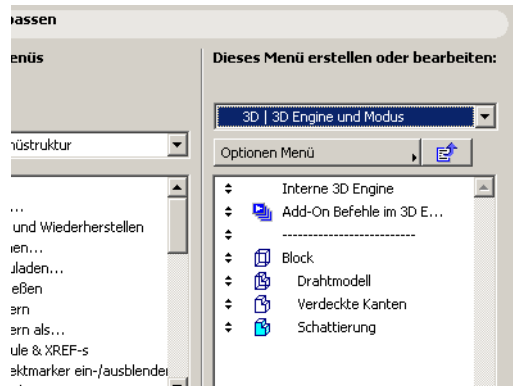 passen
enüs
nüstruktur
...
und Wiederherstellen
nen...
uladen...
eßen
ern
ern als...
ule & XREF-s
ektmarker ein-/ausblenden
Dieses Menü erstellen oder bearbeiten:
3D | 3D Engine und Modus
Optionen Menü
Interne 3D Engine
Add-On Befehle im 3D E...
-------------------------
Block
Drahtmodell
Verdeckte Kanten
Schattierung